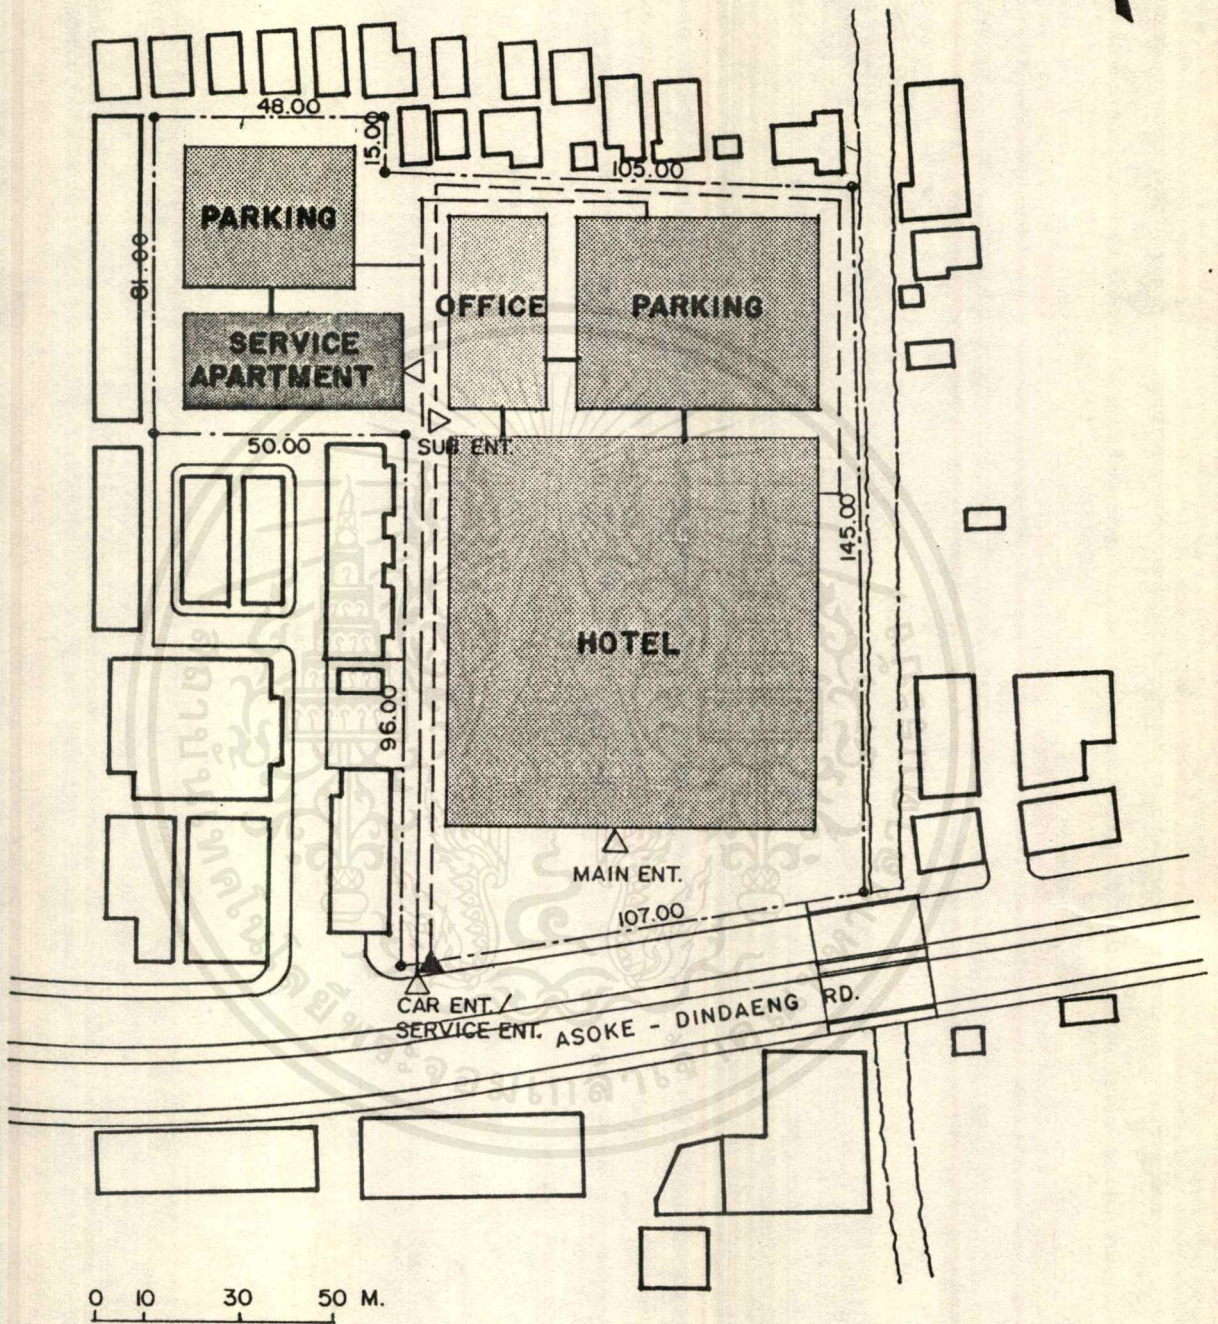 48.00
15.00
105.00
PARKING
81.00
OFFICE
PARKING
SERVICE
APARTMENT
50.00
SUB ENT.
145.00
HOTEL
96.00
MAIN ENT.
107.00
CAR ENT./
SERVICE ENT.
ASOKE - DINDAENG RD.
0 10 30 50 M.